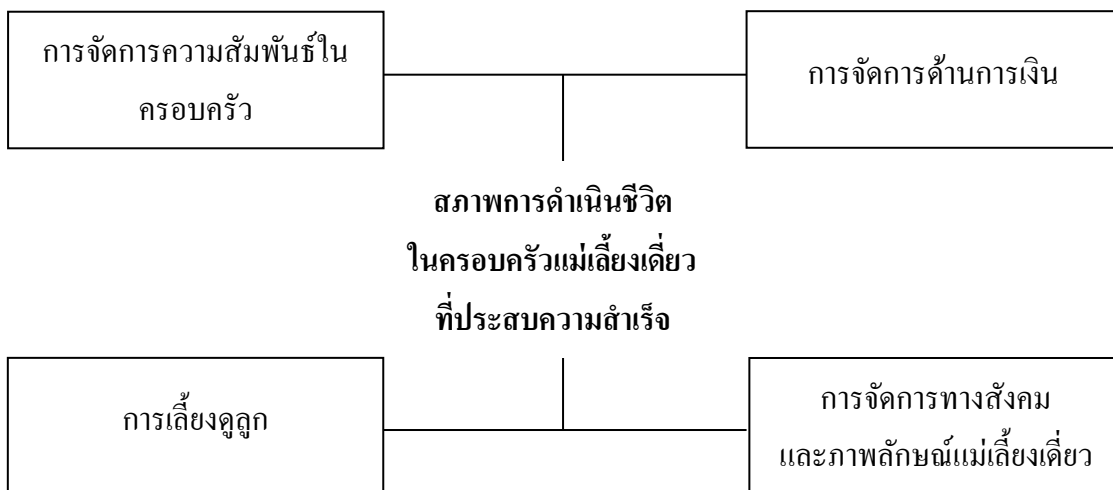 การจัดการความสัมพันธ์ใน
ครอบครัว
การจัดการด้านการเงิน
สภาพการดำเนินชีวิต
ในครอบครัวแม่เลี้ยงเดี่ยว
ที่ประสบความสำเร็จ
การเลี้ยงดูลูก
การจัดการทางสังคม
และภาพลักษณ์แม่เลี้ยงเดี่ยว